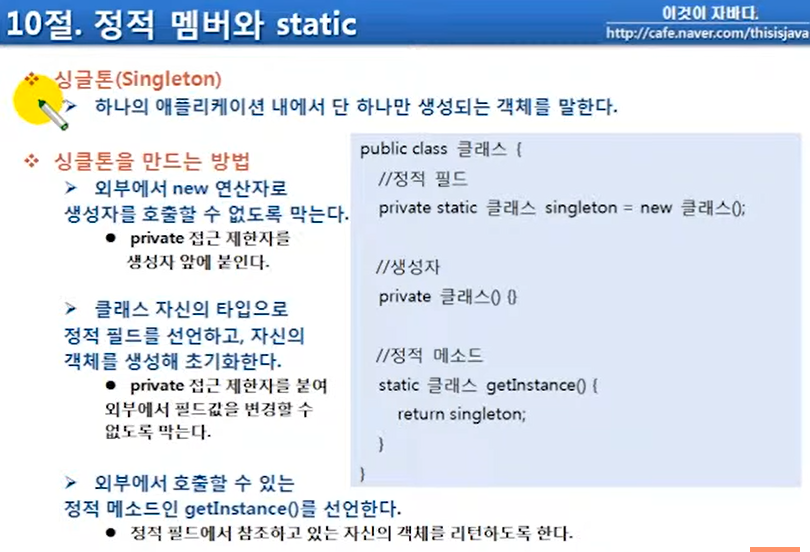 10절. 정적 멤버와 static
이것이 자바다.
http://cafe.naver.com/thisisjava
싱글톤(Singleton)
하나의 애플리케이션 내에서 단 하나만 생성되는 객체를 말한다.
싱클톤을 만드는 방법
외부에서 new 연산자로
생성자를 호출할 수 없도록 막는다.
private 접근 제한자를
생성자 앞에 붙인다.
클래스 자신의 타입으로
정적 필드를 선언하고, 자신의
객체를 생성해 초기화한다.
private 접근 제한자를 붙여
외부에서 필드값을 변경할 수
없도록 막는다.
외부에서 호출할 수 있는
정적 메소드인 getInstance()를 선언한다.
정적 필드에서 참조하고 있는 자신의 객체를 리턴하도록 한다.
public class 클래스 {
//정적 필드
private static 클래스 singleton = new 클래스();
//생성자
private 클래스() {}
//정적 메소드
static 클래스 getInstance() {
return singleton;
}
}